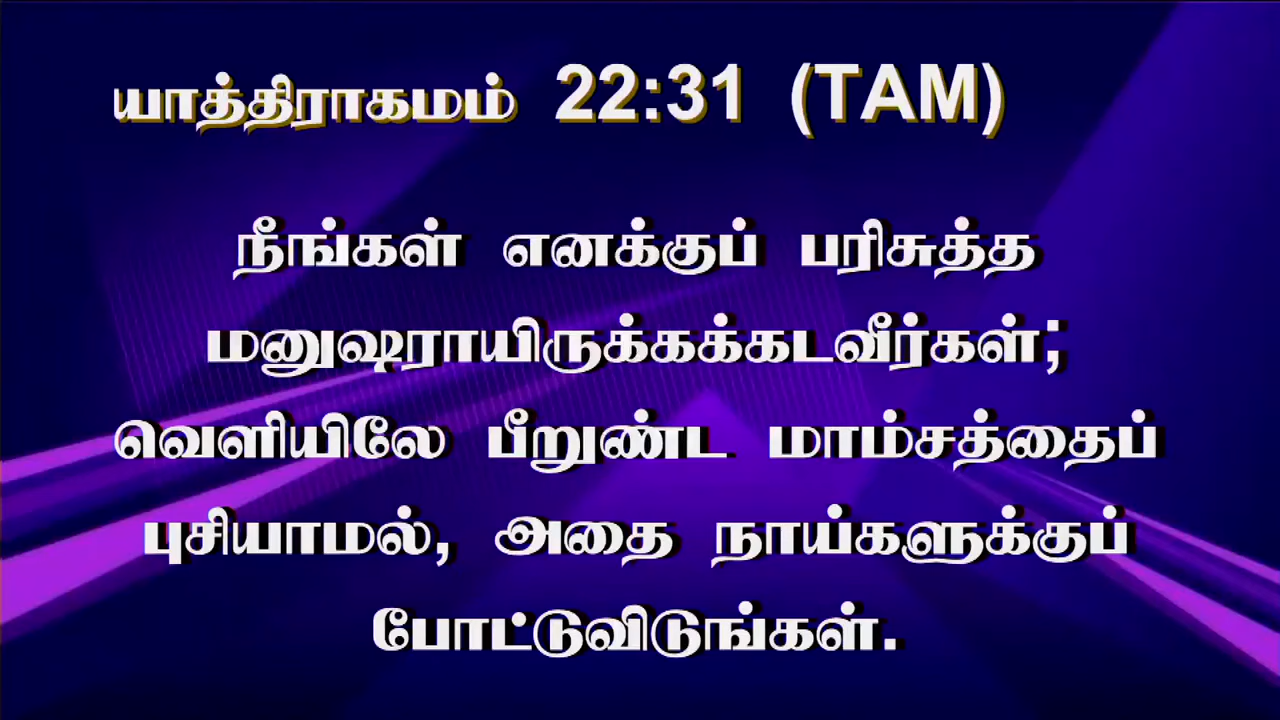 யாத்திராகமம் 22:31 (TAM)
நீங்கள் எனக்குப் பரிசுத்த
மனுஷராயிருக்கக்கடவீர்கள்;
வெளியிலே பீறுண்ட மாம்சத்தைப்
புசியாமல், அதை நாய்களுக்குப்
போட்டுவிடுங்கள்.